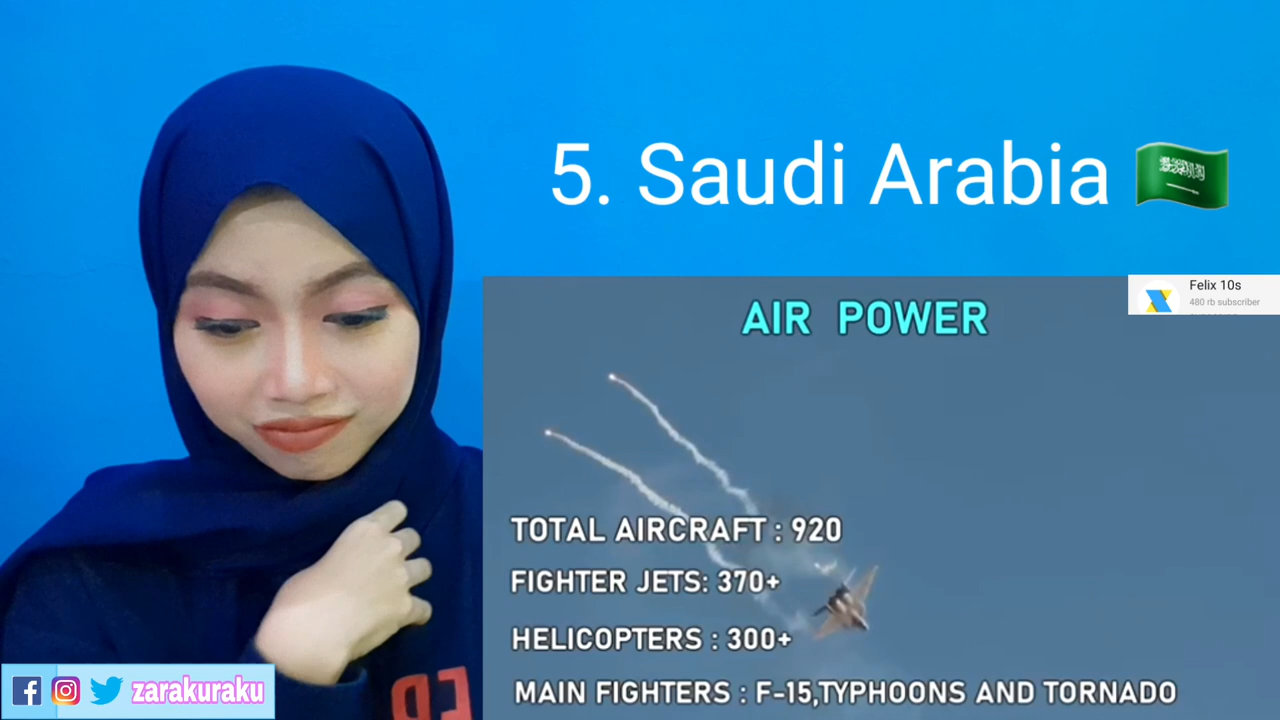 5. Saudi Arabia
Felix 10s
480 rb subscriber
AIR POWER
TOTAL AIRCRAFT : 920
FIGHTER JETS: 370+
HELICOPTERS : 300+
MAIN FIGHTERS : F-15,TYPHOONS AND TORNADO
zarakuraku